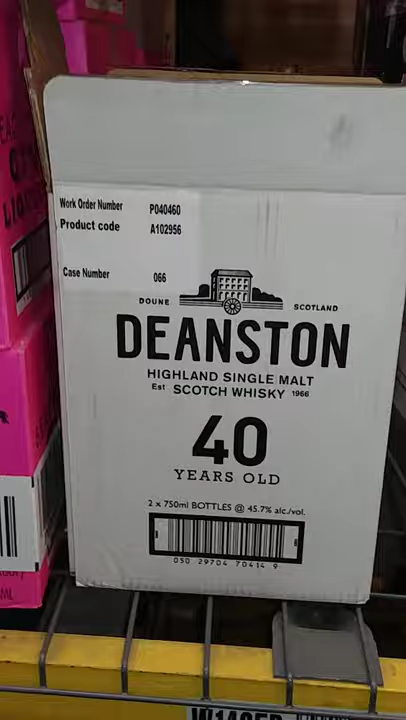 Work Order Number P040460
Product code A102956
Case Number 066
DOUNE SCOTLAND
DEANSTON
HIGHLAND SINGLE MALT
Est SCOTCH WHISKY 1966
40
YEARS OLD
2 x 750ml BOTTLES @ 45.7% alc./vol.
050 29704 70414 9
ML